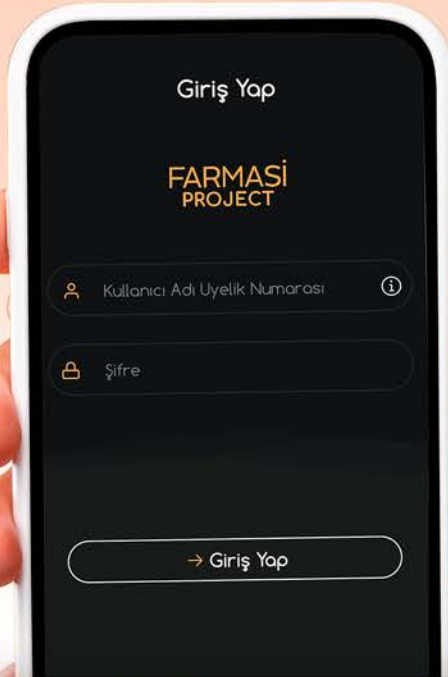 Giriş Yap
FARMASİ
PROJECT
Kullanıcı Adı Uyelik Numarası
Şifre
→ Giriş Yap